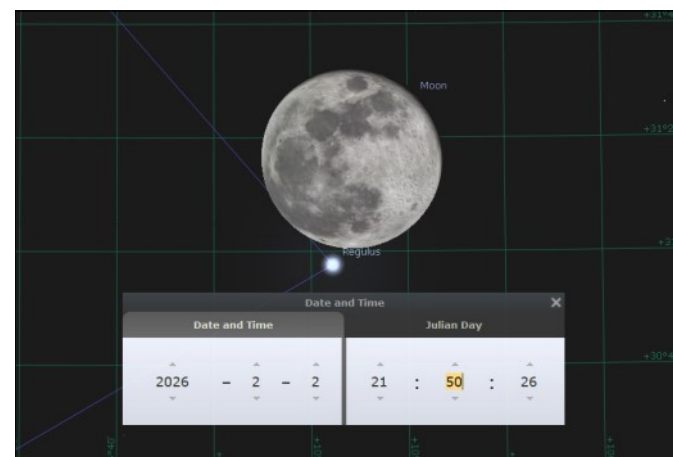 Moon
Regulus
Date and Time
Date and Time
Julian Day
2026 - 2 - 2 21 : 50 : 26